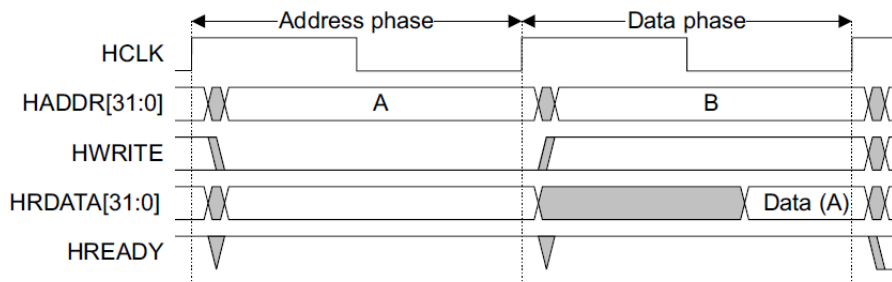 Address phase Data phase
HCLK
HADDR[31:0] A B
HWRITE
HRDATA[31:0] Data (A)
HREADY